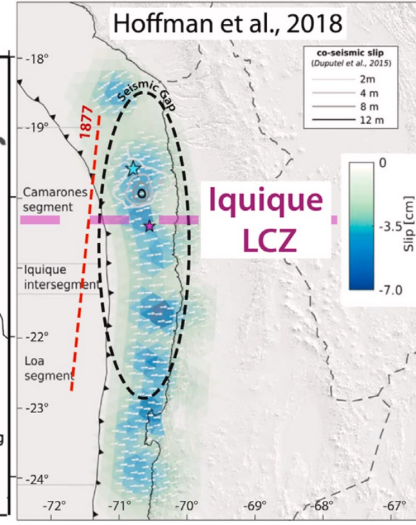 Hoffman et al., 2018
co-seismic slip
(Duputel et al., 2015)
2m
4 m
8 m
12 m
-18°
Seismic Gap
-19°
1877
0
-3.5
-7.0
Slip [cm]
Camarones
segment
Iquique
LCZ
Iquique
intersegment
-22°
Loa
segment
-23°
-24°
-72°
-71°
-70°
-69°
-68°
-67°